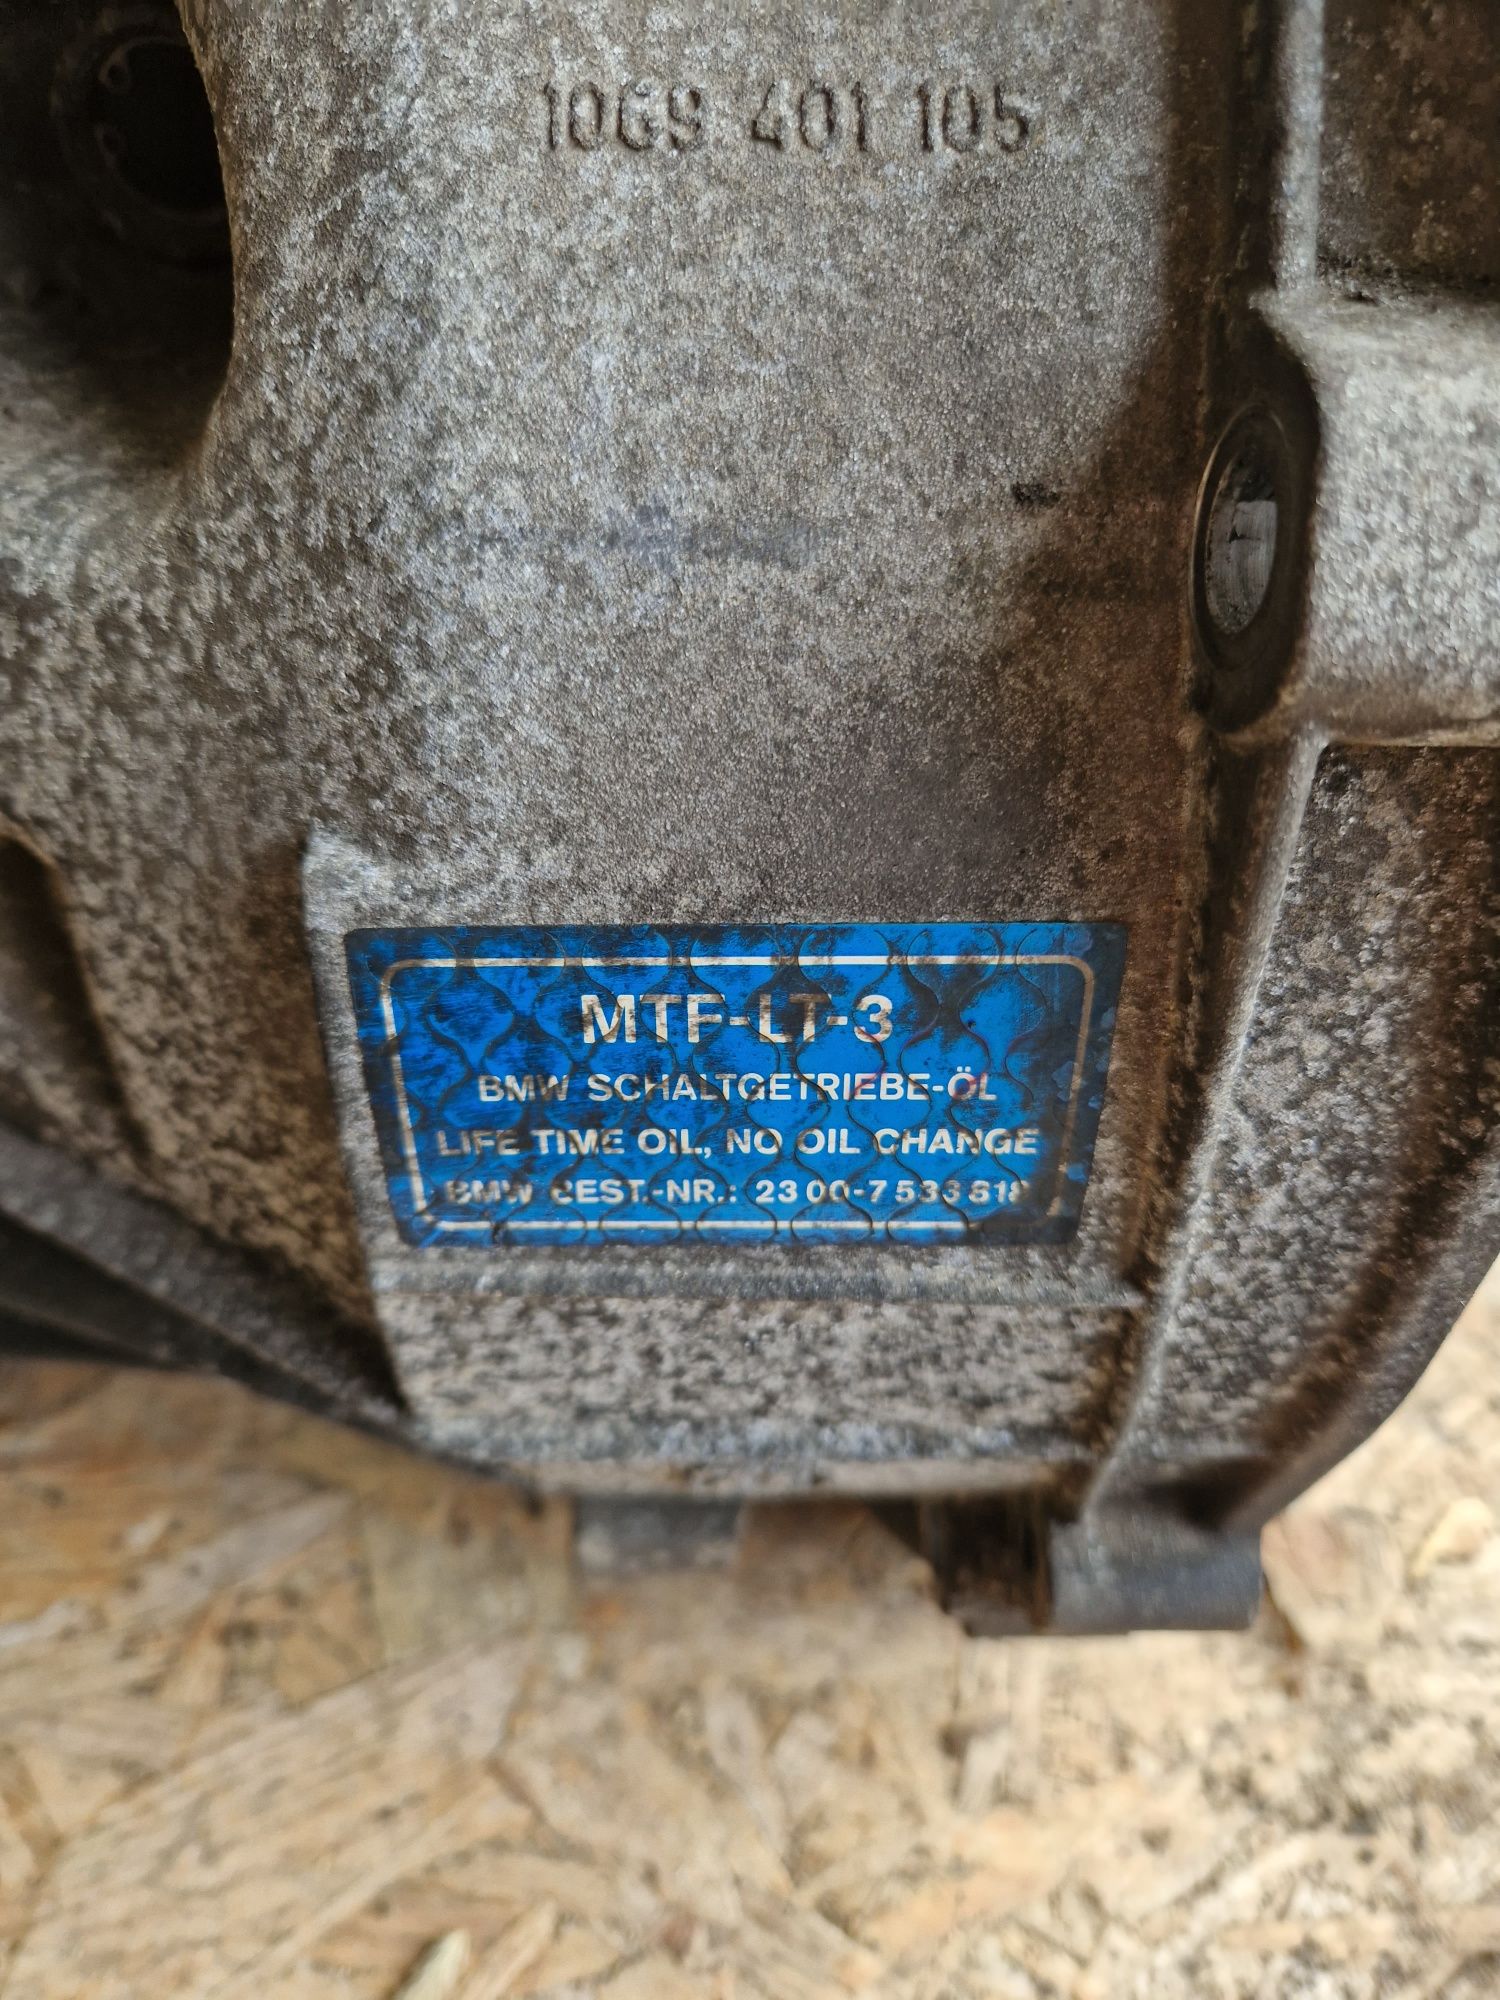 1069 401 105
MTF-LT-3
BMW SCHALTGETRIEBE-ÖL
LIFE TIME OIL, NO OIL CHANGE
BMW BEST.-NR.: 23 00-7 533 818